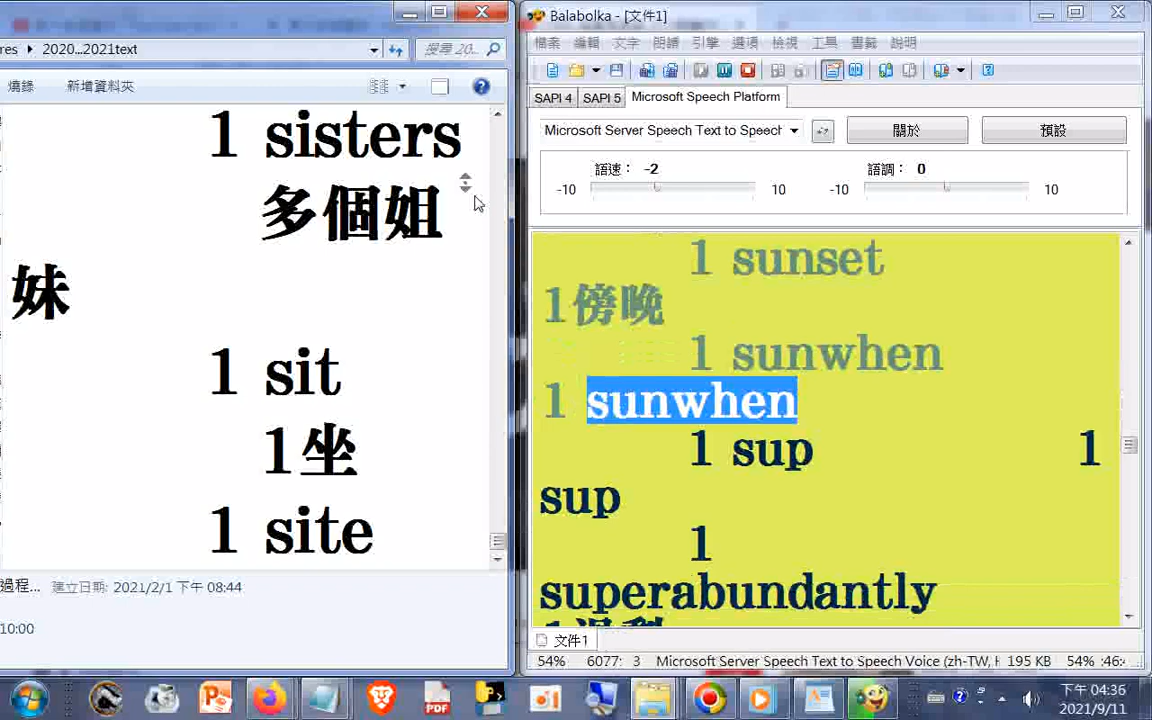 res ▸ 2020...2021text
搜尋 20...
燒錄 新增資料夾
1 sisters
多個姐
妹
1 sit
1坐
1 site
過程... 建立日期: 2021/2/1 下午 08:44
10:00
Balabolka - [文件1]
檔案 編輯 文字 朗讀 引擎 選項 檢視 工具 書籤 說明
SAPI 4 SAPI 5 Microsoft Speech Platform
Microsoft Server Speech Text to Speech 關於 預設
語速： -2 語調： 0
-10 10 -10 10
1 sunset
1傍晚
1 sunwhen
1 sunwhen
1 sup 1
sup
1
superabundantly
文件1
54% 6077: 3 Microsoft Server Speech Text to Speech Voice (zh-TW, H 195 KB 54% :46:
下午 04:36
2021/9/11